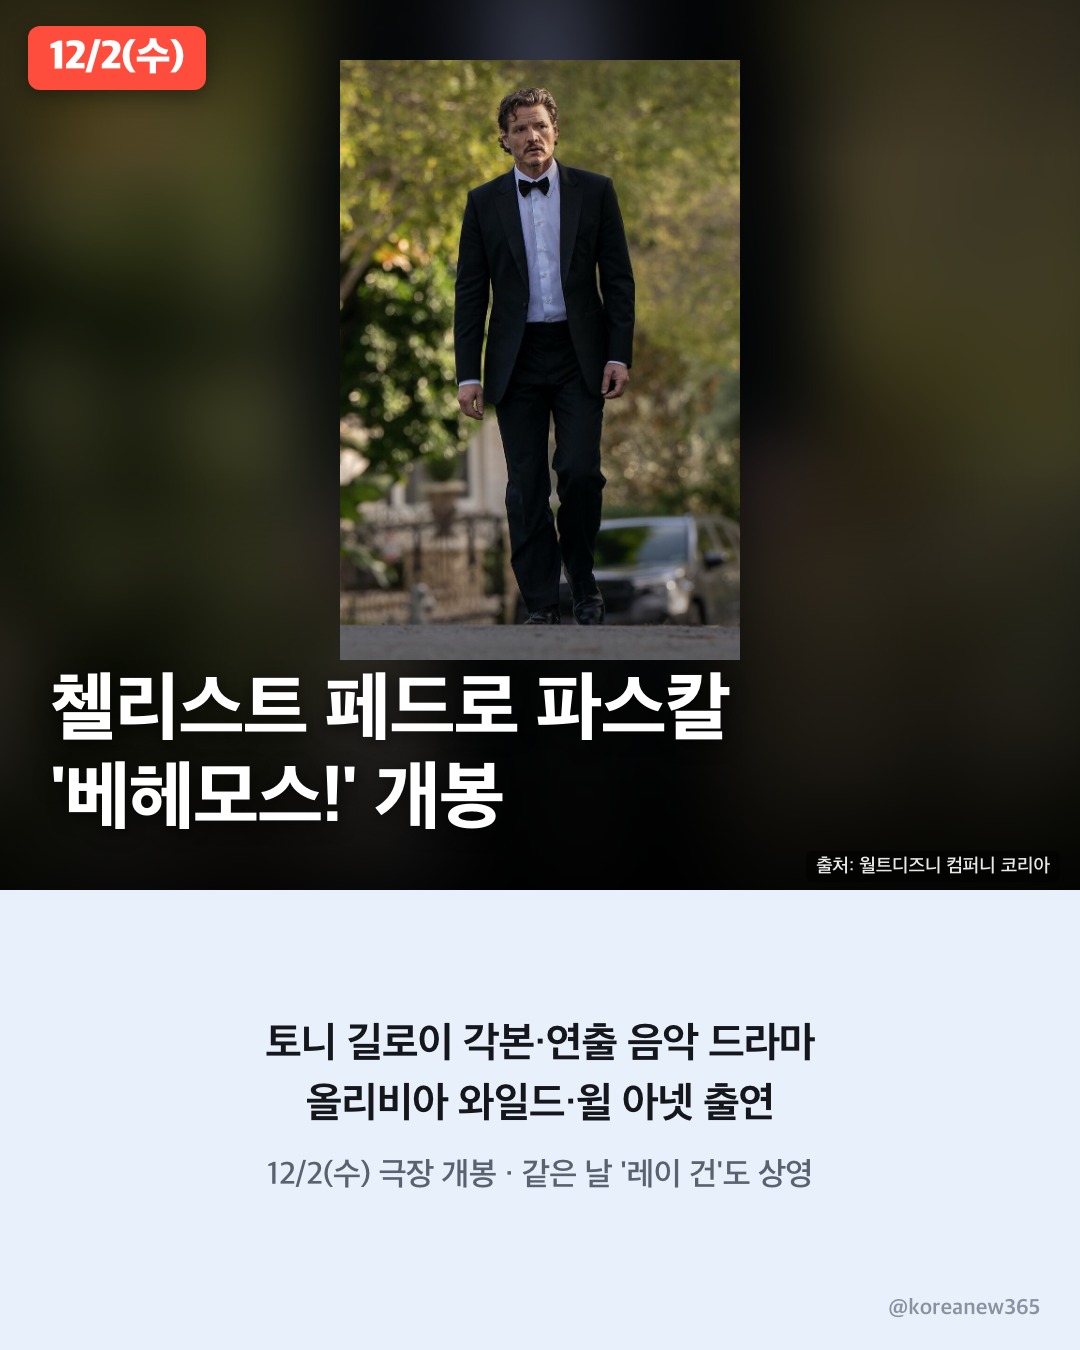 12/2(수)
첼리스트 페드로 파스칼
'베헤모스!' 개봉
출처: 월트디즈니 컴퍼니 코리아
토니 길로이 각본·연출 음악 드라마
올리비아 와일드·윌 아넷 출연
12/2(수) 극장 개봉 · 같은 날 '레이 건'도 상영
@koreanew365